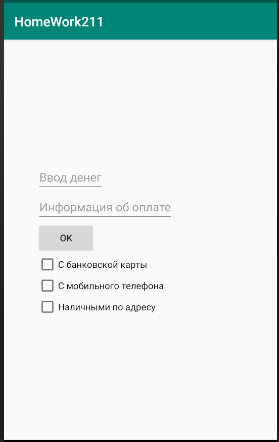 HomeWork211
Ввод денег
Информация об оплате
OK
С банковской карты
С мобильного телефона
Наличными по адресу